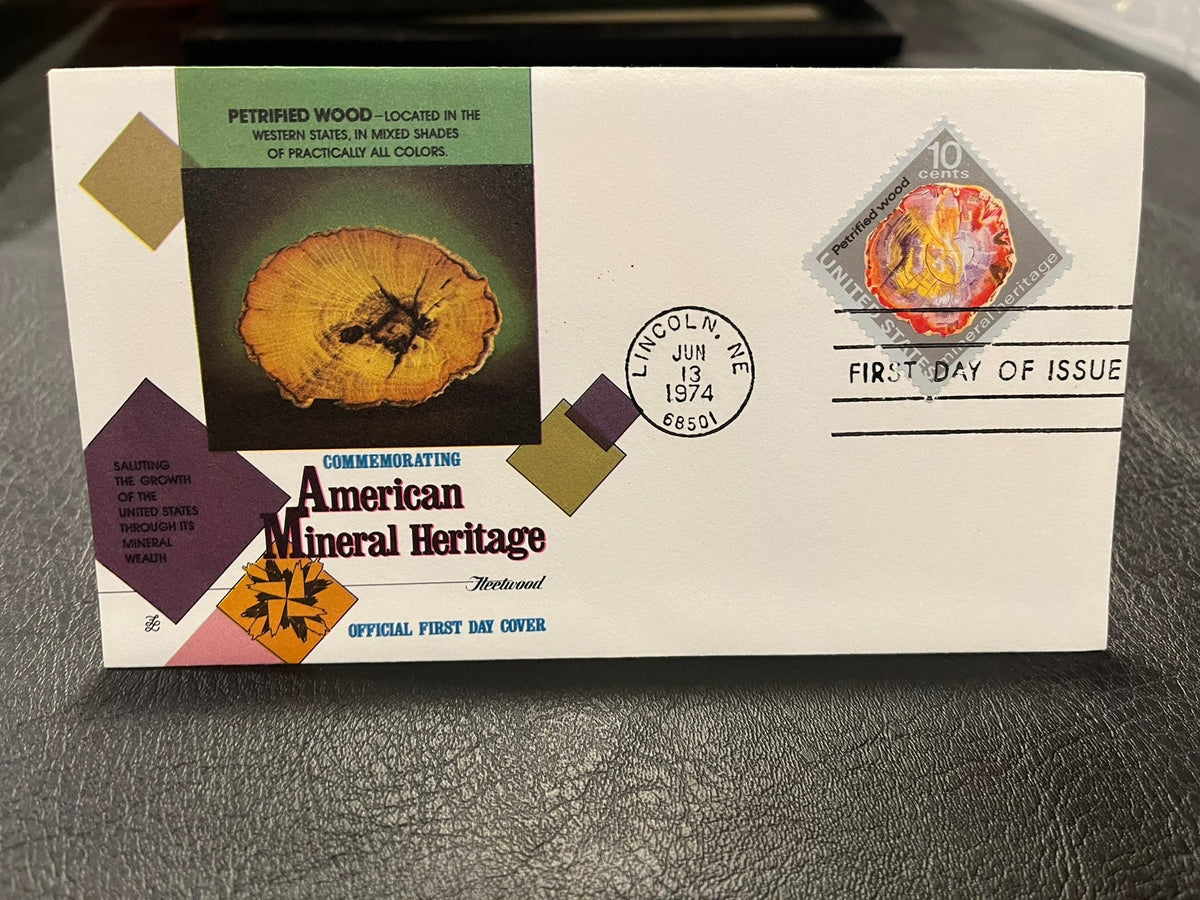 PETRIFIED WOOD – LOCATED IN THE
WESTERN STATES, IN MIXED SHADES
OF PRACTICALLY ALL COLORS.
10
cents
Petrified wood
UNITED STATES
mineral heritage
LINCOLN, NE
JUN
13
1974
68501
FIRST DAY OF ISSUE
SALUTING
THE GROWTH
OF THE
UNITED STATES
THROUGH ITS
MINERAL
WEALTH
COMMEMORATING
American
Mineral Heritage
Fleetwood
OFFICIAL FIRST DAY COVER